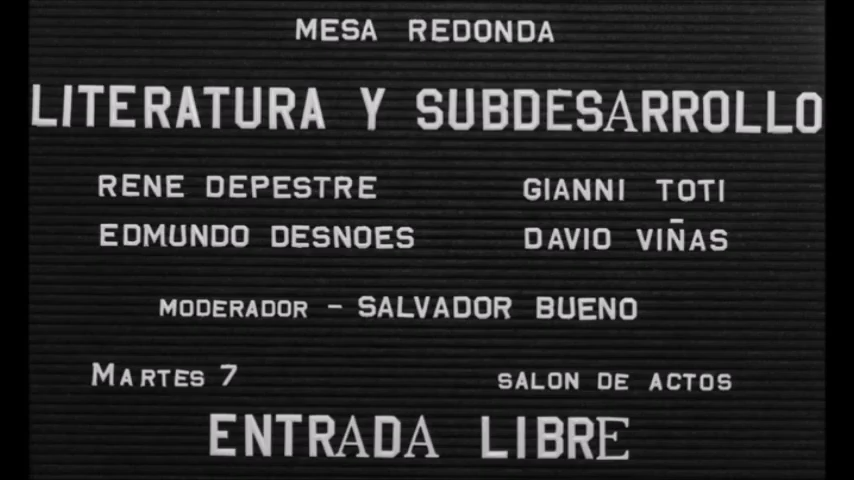 MESA REDONDA
LITERATURA Y SUBDESARROLLO
RENE DEPESTRE GIANNI TOTI
EDMUNDO DESNOES DAVIO VIÑAS
MODERADOR - SALVADOR BUENO
MARTES 7 SALON DE ACTOS
ENTRADA LIBRE